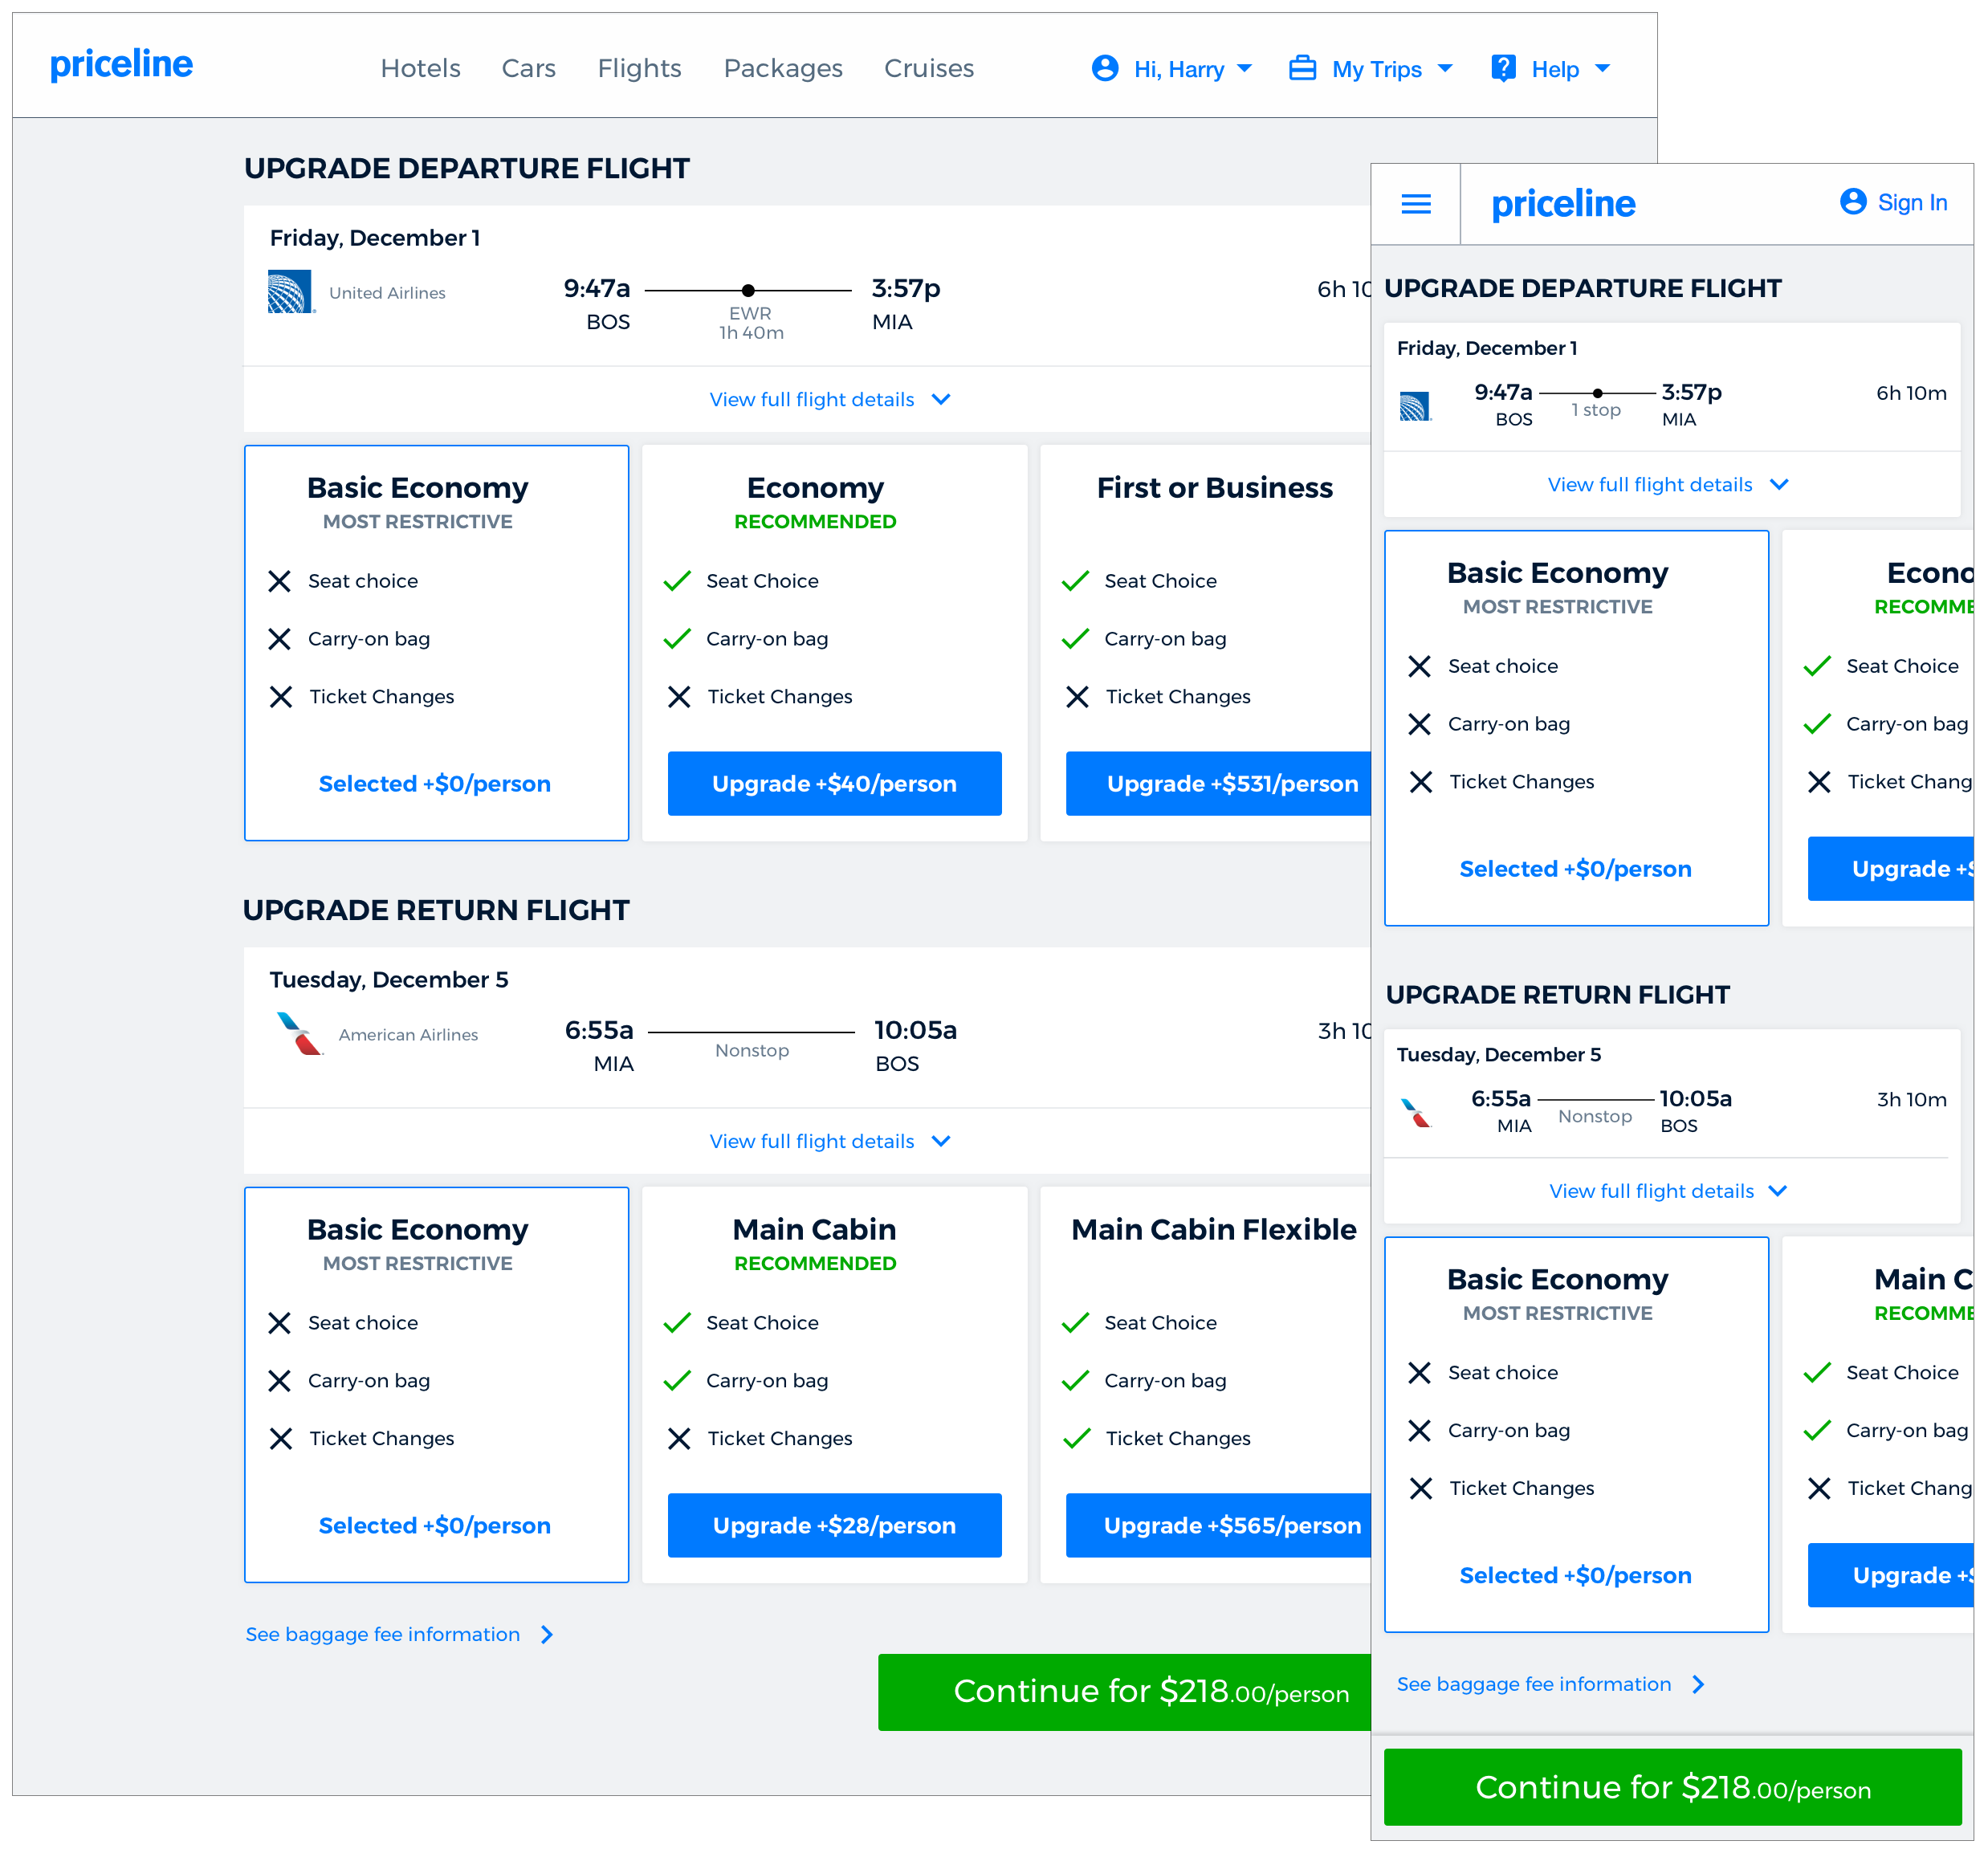 priceline Hotels Cars Flights Packages Cruises Hi, Harry My Trips Help
UPGRADE DEPARTURE FLIGHT
Friday, December 1
United Airlines 9:47a 3:57p 6h 10
BOS EWR MIA
1h 40m
View full flight details
Basic Economy Economy First or Business
MOST RESTRICTIVE RECOMMENDED
Seat choice Seat Choice Seat Choice
Carry-on bag Carry-on bag Carry-on bag
Ticket Changes Ticket Changes Ticket Changes
Selected +$0/person Upgrade +$40/person Upgrade +$531/person
UPGRADE RETURN FLIGHT
Tuesday, December 5
American Airlines 6:55a 10:05a 3h 10
MIA Nonstop BOS
View full flight details
Basic Economy Main Cabin Main Cabin Flexible
MOST RESTRICTIVE RECOMMENDED
Seat choice Seat Choice Seat Choice
Carry-on bag Carry-on bag Carry-on bag
Ticket Changes Ticket Changes Ticket Changes
Selected +$0/person Upgrade +$28/person Upgrade +$565/person
See baggage fee information
Continue for $218.00/person
priceline Sign In
UPGRADE DEPARTURE FLIGHT
Friday, December 1
9:47a 3:57p 6h 10m
BOS 1 stop MIA
View full flight details
Basic Economy Econo
MOST RESTRICTIVE RECOMME
Seat choice Seat Choice
Carry-on bag Carry-on bag
Ticket Changes Ticket Chang
Selected +$0/person Upgrade +$
UPGRADE RETURN FLIGHT
Tuesday, December 5
6:55a 10:05a 3h 10m
MIA Nonstop BOS
View full flight details
Basic Economy Main C
MOST RESTRICTIVE RECOMME
Seat choice Seat Choice
Carry-on bag Carry-on bag
Ticket Changes Ticket Chang
Selected +$0/person Upgrade +$
See baggage fee information
Continue for $218.00/person